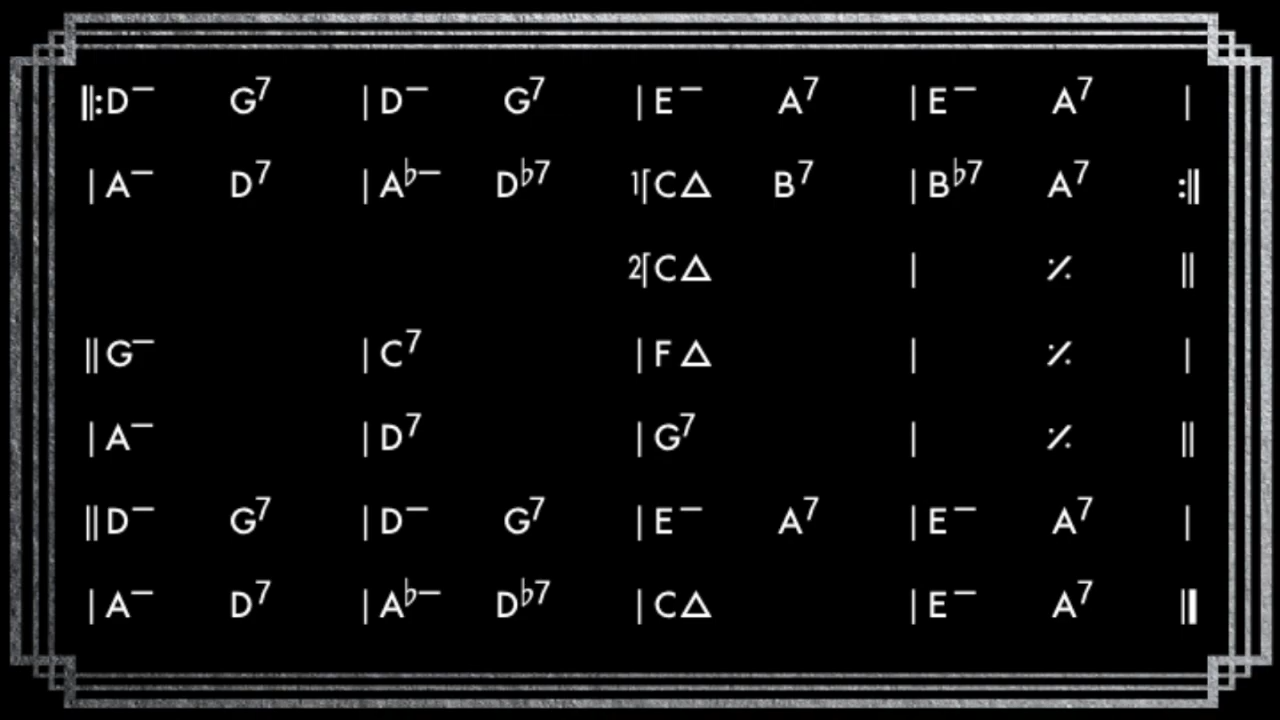 𝄆 D– G7 | D– G7 | E– A7 | E– A7 |
| A– D7 | A♭– D♭7 | 1 C△ B7 | B♭7 A7 𝄇
2 C△ | 𝄎 ‖
‖ G– | C7 | F△ | 𝄎 |
| A– | D7 | G7 | 𝄎 ‖
‖ D– G7 | D– G7 | E– A7 | E– A7 |
| A– D7 | A♭– D♭7 | C△ | E– A7 𝄂